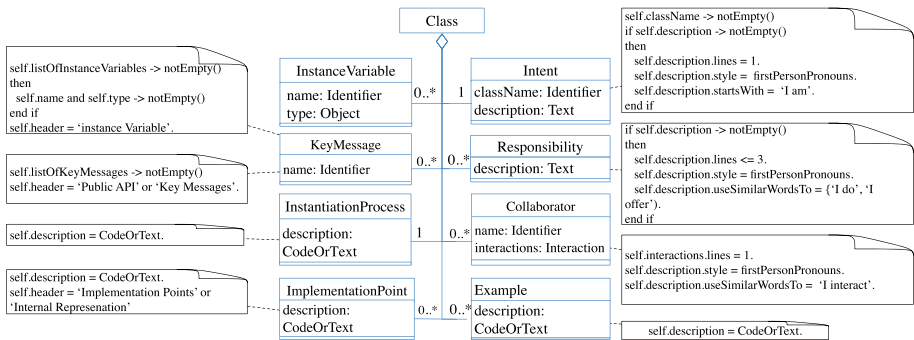 Class
self.listOfInstanceVariables -> notEmpty()
then
self.name and self.type -> notEmpty()
end if
self.header = ‘instance Variable’.
self.listOfKeyMessages -> notEmpty()
self.header = ‘Public API’ or ‘Key Messages’.
self.description = CodeOrText.
self.description = CodeOrText.
self.header = ‘Implementation Points’ or
‘Internal Represenation’
InstanceVariable
name: Identifier
type: Object
0..*
KeyMessage
name: Identifier
0..*
InstantiationProcess
description:
CodeOrText
1
ImplementationPoint
description:
CodeOrText
0..*
1
Intent
className: Identifier
description: Text
0..*
Responsibility
description: Text
0..*
Collaborator
name: Identifier
interactions: Interaction
0..*
Example
description:
CodeOrText
self.className -> notEmpty()
if self.description -> notEmpty()
then
self.description.lines = 1.
self.description.style = firstPersonPronouns.
self.description.startsWith = ‘I am’.
end if
if self.description -> notEmpty()
then
self.description.lines <= 3.
self.description.style = firstPersonPronouns.
self.description.useSimilarWordsTo = {‘I do’, ‘I
offer’).
end if
self.interactions.lines = 1.
self.description.style = firstPersonPronouns.
self.description.useSimilarWordsTo = ‘I interact’.
self.description = CodeOrText.